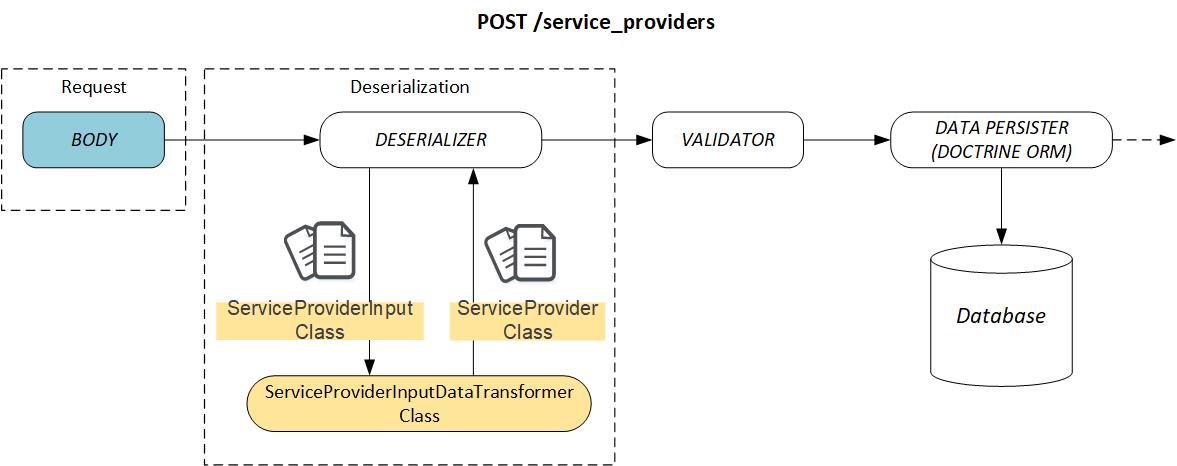 POST /service_providers
Request
Deserialization
BODY
DESERIALIZER
VALIDATOR
DATA PERSISTER
(DOCTRINE ORM)
ServiceProviderInput
Class
ServiceProvider
Class
Database
ServiceProviderInputDataTransformer
Class